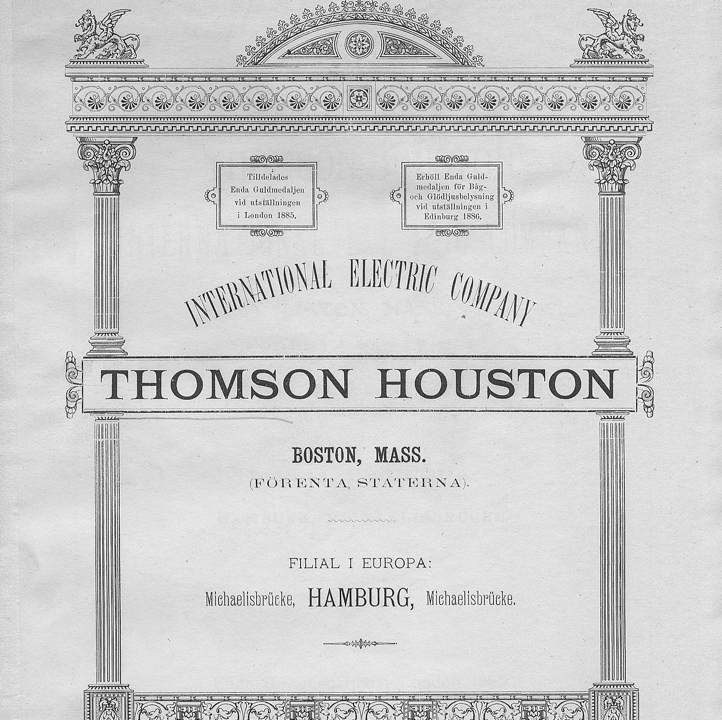 Tilldelades
Enda Guldmedaljen
vid utställningen
i London 1885.
Erhöll Enda Guld-
medaljen för Båg-
och Glödljusbelysning
vid utställningen i
Edinburg 1886.
INTERNATIONAL ELECTRIC COMPANY
THOMSON HOUSTON
BOSTON, MASS.
(FÖRENTA STATERNA).
FILIAL I EUROPA:
Michaelisbrücke, HAMBURG, Michaelisbrücke.